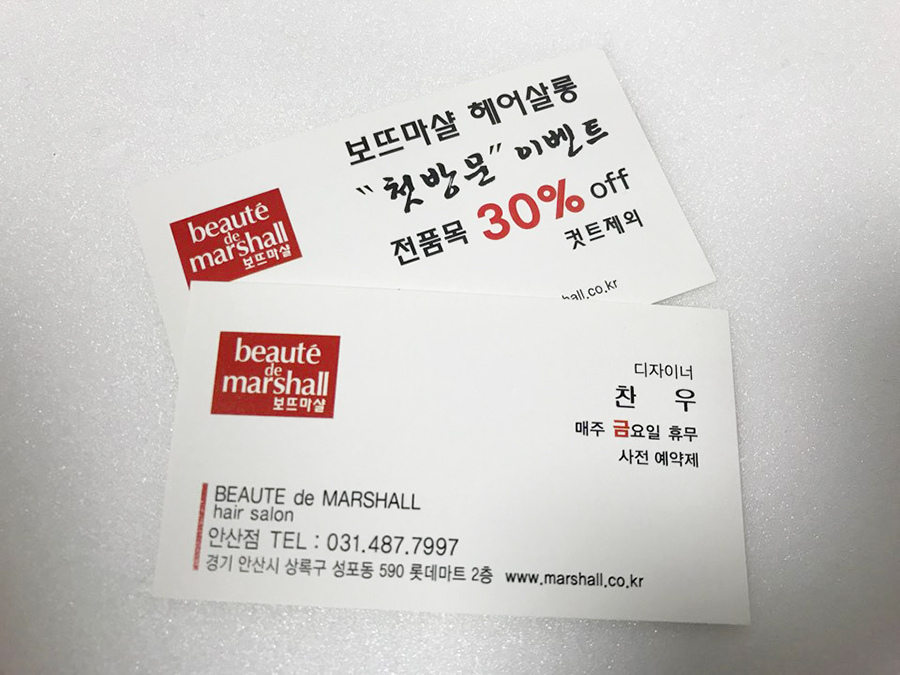 보뜨마샬 헤어살롱
"첫방문" 이벤트
전품목 30% off
컷트제외
beauté
de
marshall
보뜨마샬
hall.co.kr
beauté
de
marshall
보뜨마샬
디자이너
찬 우
매주 금요일 휴무
사전 예약제
BEAUTE de MARSHALL
hair salon
안산점 TEL : 031.487.7997
경기 안산시 상록구 성포동 590 롯데마트 2층 www.marshall.co.kr